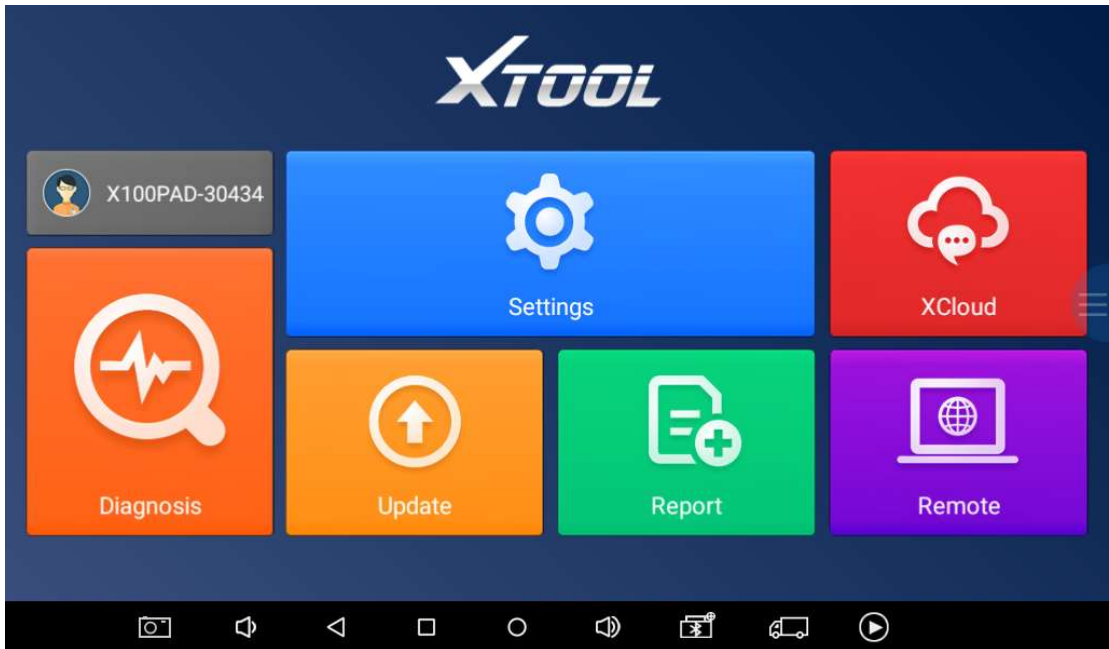 XTOOL
X100PAD-30434
Settings
XCloud
Diagnosis
Update
Report
Remote